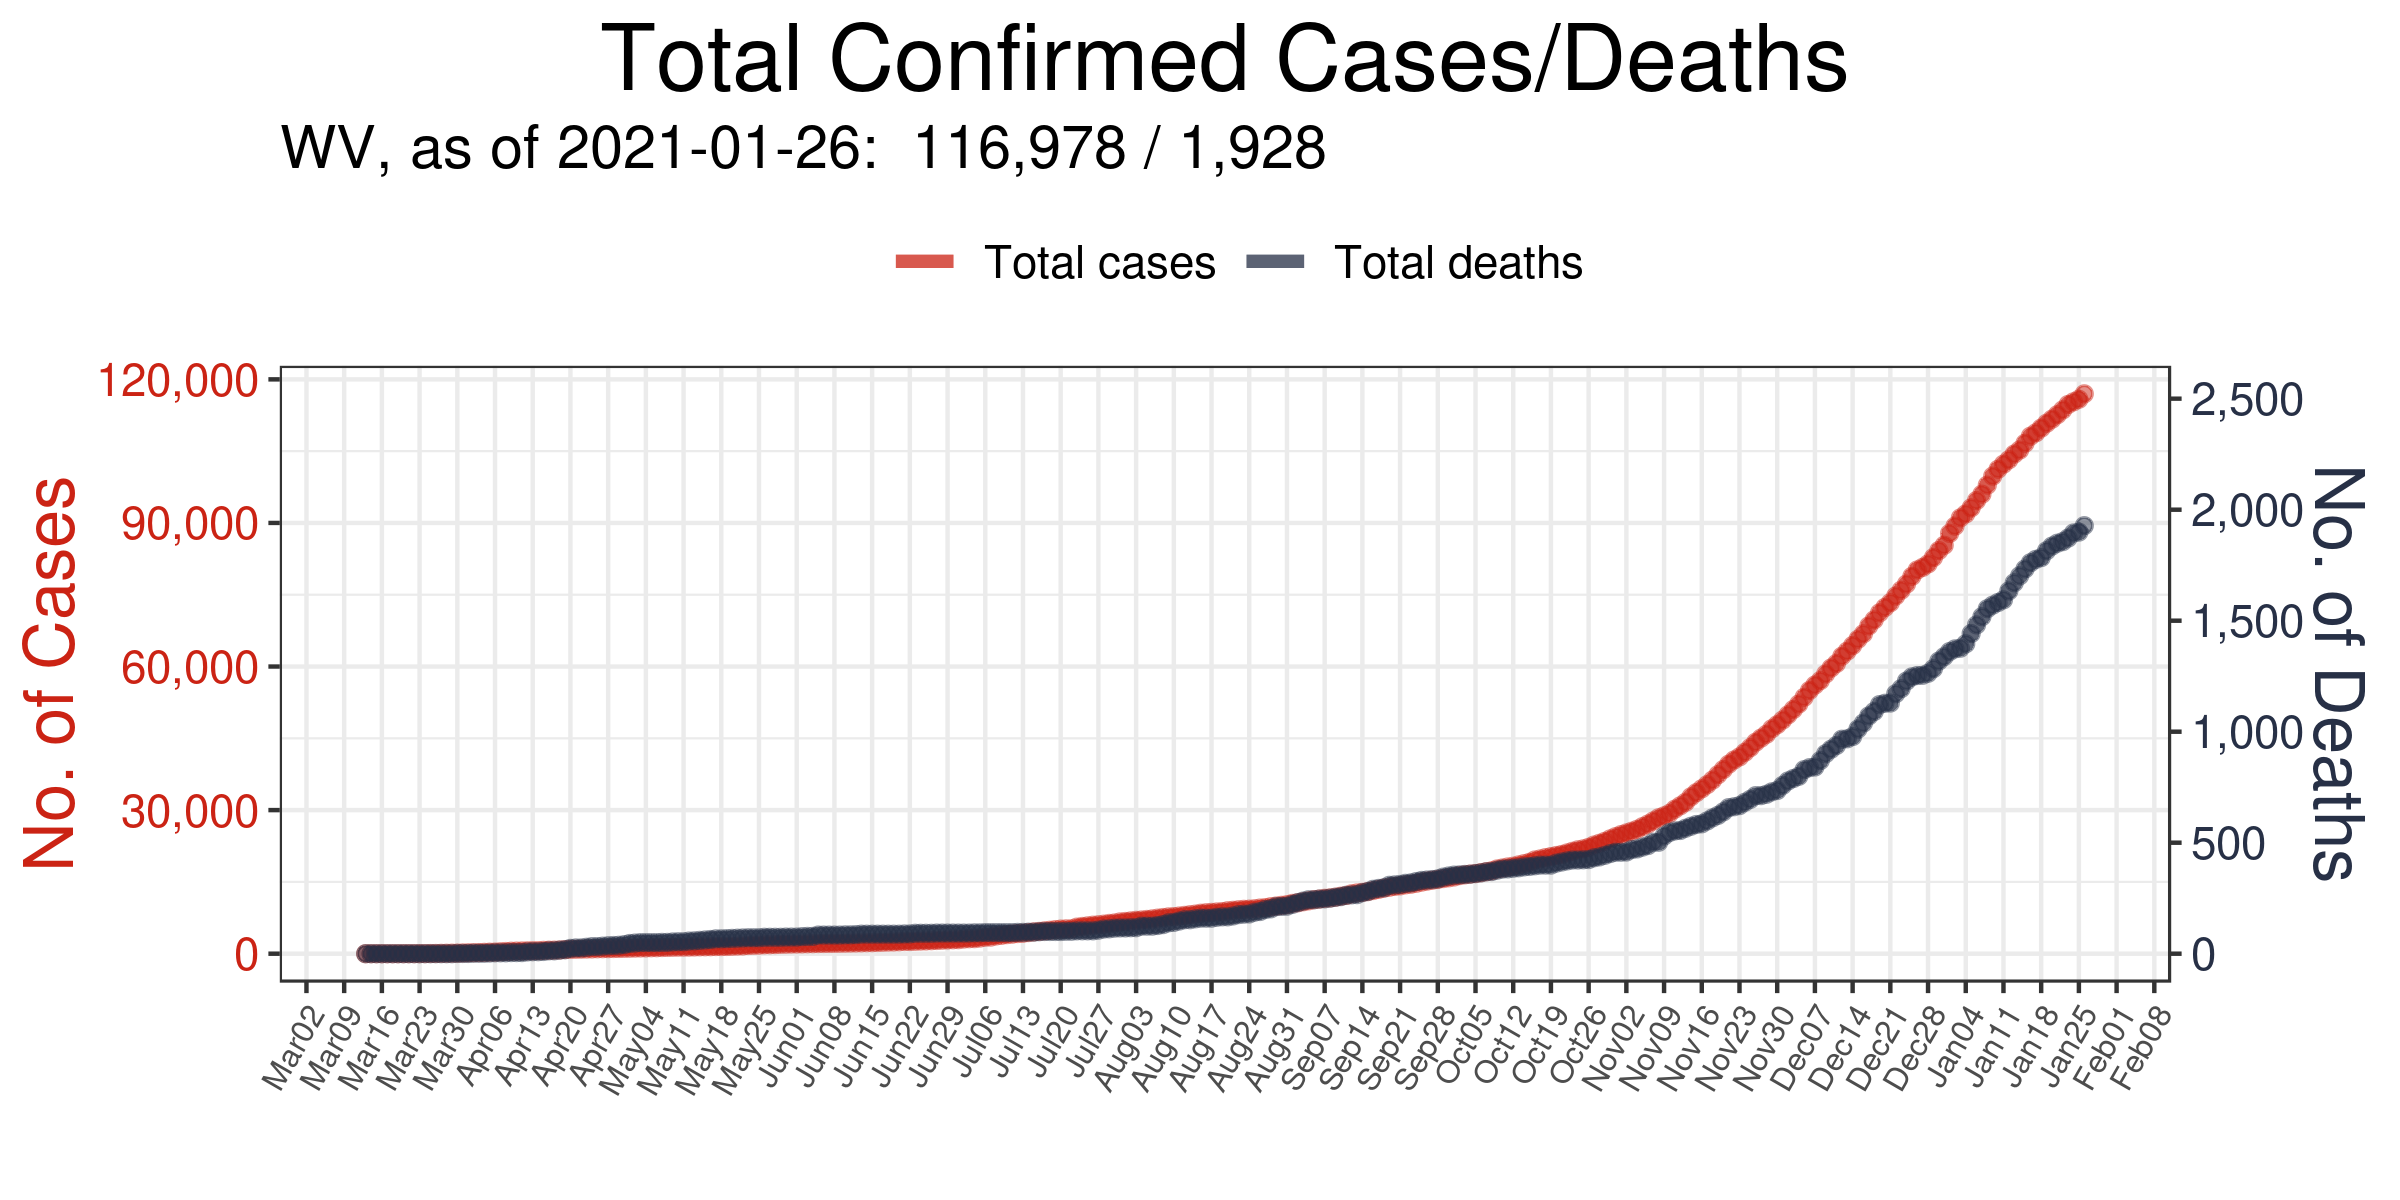 Total Confirmed Cases/Deaths
WV, as of 2021-01-26:  116,978 / 1,928
Total cases
Total deaths
No. of Cases
120,000
90,000
60,000
30,000
0
2,500
2,000
1,500
1,000
500
0
No. of Deaths
Mar02
Mar09
Mar16
Mar23
Mar30
Apr06
Apr13
Apr20
Apr27
May04
May11
May18
May25
Jun01
Jun08
Jun15
Jun22
Jun29
Jul06
Jul13
Jul20
Jul27
Aug03
Aug10
Aug17
Aug24
Aug31
Sep07
Sep14
Sep21
Sep28
Oct05
Oct12
Oct19
Oct26
Nov02
Nov09
Nov16
Nov23
Nov30
Dec07
Dec14
Dec21
Dec28
Jan04
Jan11
Jan18
Jan25
Feb01
Feb08